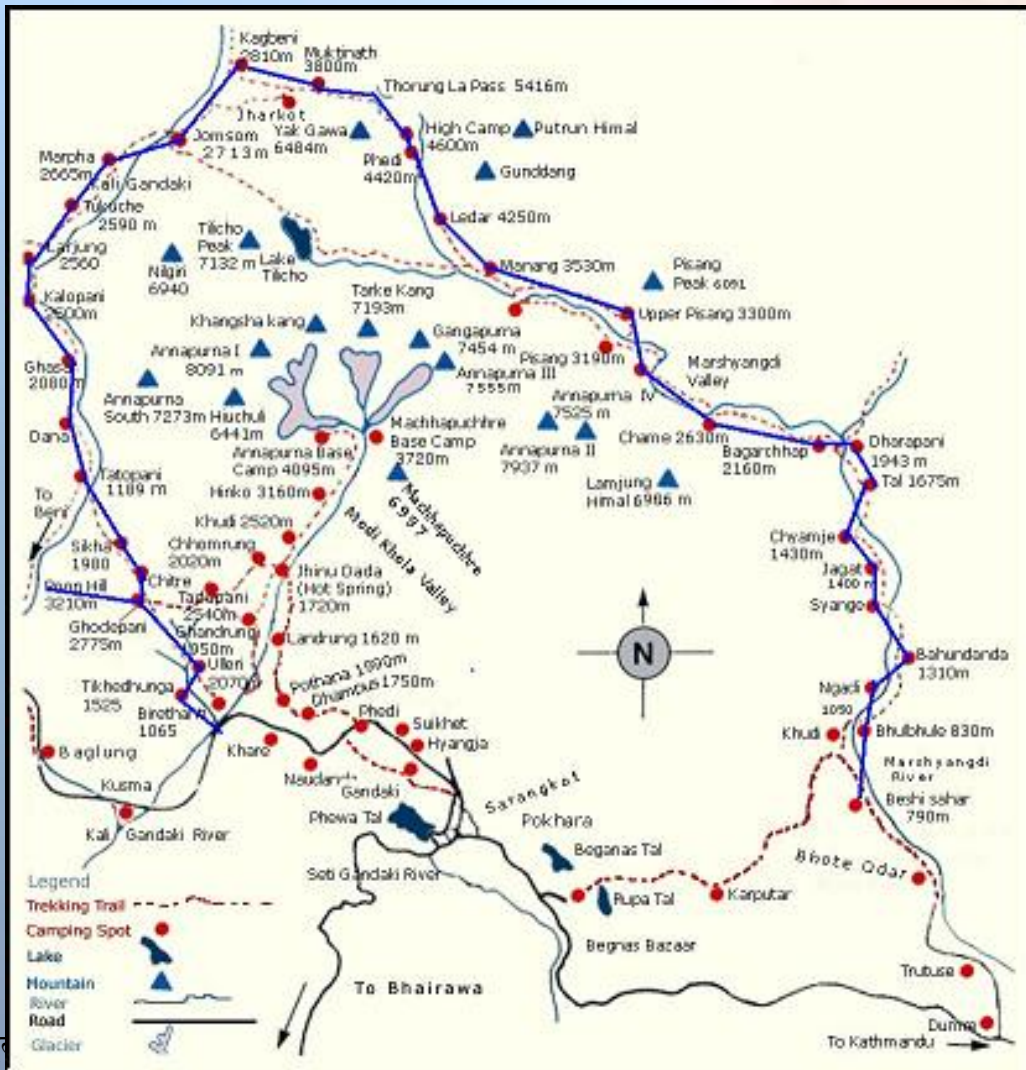 Kagbeni
2810m
Muktinath
3800m
Thorung La Pass 5416m
Jharkot
Jomsom
2713 m
Yak Gawa
6484m
High Camp
4600m
Putrun Himal
Phedi
4420m
Gunddang
Marpha
2665m
Kali Gandaki
Tukuche
2590 m
Ledar 4250m
Tilicho
Peak
7132 m
Lake
Tilicho
Nilgiri
6940
Larjung
2560
Manang 3530m
Pisang
Peak 6091
Kalopani
2500m
Tarke Kang
7193m
Upper Pisang 3300m
Khangsha kang
Gangapurna
7454 m
Pisang 3190m
Marshyangdi
Valley
Ghasa
2080m
Annapurna I
8091 m
Annapurna III
7555m
Annapurna
South 7273m
Hiuchuli
6441m
Annapurna IV
7525 m
Annapurna II
7937 m
Chame 2630m
Bagarchhap
2160m
Dharapani
1943 m
Dana
Machhapuchhre
Base Camp
3720m
Annapurna Base
Camp 4095m
Tatopani
1189 m
Lamjung
Himal 6986 m
Tal 1675m
Hinko 3160m
Machhapuchhre
6997
To
Beni
Khudi 2520m
Modi Khola Valley
Sikha
1980
Chhomrung
2020m
Chyamje
1430m
Chitre
Jhinu Dada
(Hot Spring)
1720m
Jagat
1400 m
Poon Hill
3210m
Tadapani
2540m
Syange
Ghodepani
2775m
Ghandrung
1950m
Landrung 1620 m
N
Ulleri
2070m
Bahundanda
1310m
Tikhedhunga
1525
Pothana 1890m
Dhampus 1750m
Ngadi
1050
Birethanti
1065
Phedi
Suikhet
Khudi
Bhulbhule 830m
Baglung
Khare
Hyangja
Marshyangdi
River
Naudanda
Gandaki
Beshi sahar
790m
Kusma
Sarangkot
Pokhara
Phewa Tal
Kali Gandaki River
Beganas Tal
Bhote Odar
Seti Gandaki River
Rupa Tal
Karputar
Begnas Bazaar
Legend
Trekking Trail
Camping Spot
Lake
Mountain
River
Road
Glacier
To Bhairawa
Trutuse
Dumre
To Kathmandu